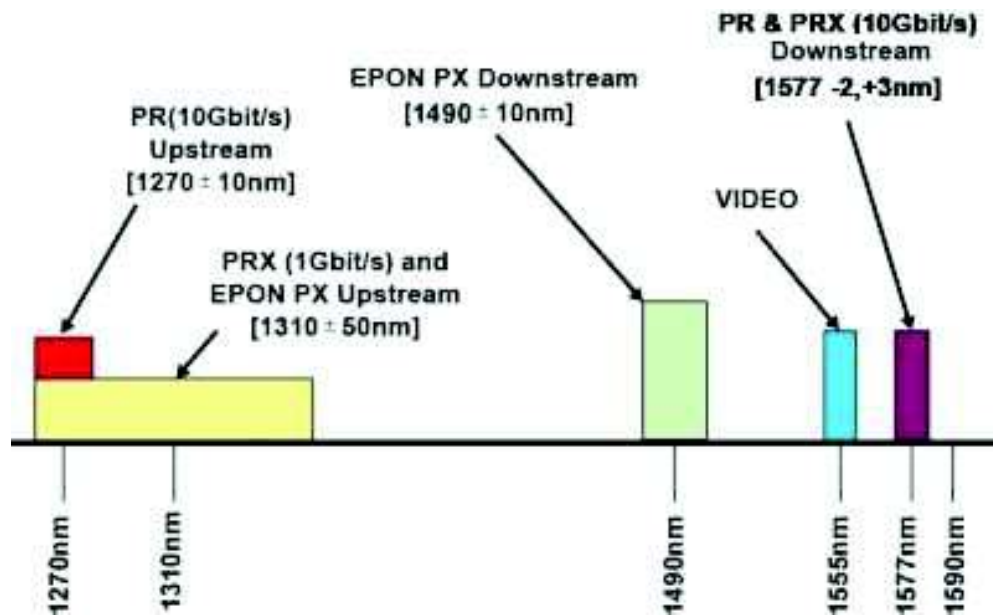 PR & PRX (10Gbit/s)
Downstream
[1577 -2,+3nm]
EPON PX Downstream
[1490 ± 10nm]
PR(10Gbit/s)
Upstream
[1270 ± 10nm]
VIDEO
PRX (1Gbit/s) and
EPON PX Upstream
[1310 ± 50nm]
1270nm
1310nm
1490nm
1555nm
1577nm
1590nm